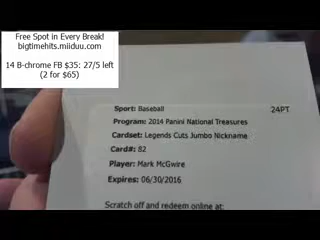 Free Spot in Every Break!
bigtimehits.miiduu.com
14 B-chrome FB $35: 27/5 left
(2 for $65)
Sport: Baseball
24PT
Program: 2014 Panini National Treasures
Cardset: Legends Cuts Jumbo Nickname
Card#: 82
Player: Mark McGwire
Expires: 06/30/2016
Scratch off and redeem online at: